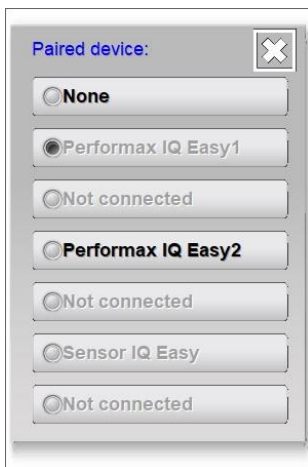 Paired device:
None
Performax IQ Easy1
Not connected
Performax IQ Easy2
Not connected
Sensor IQ Easy
Not connected